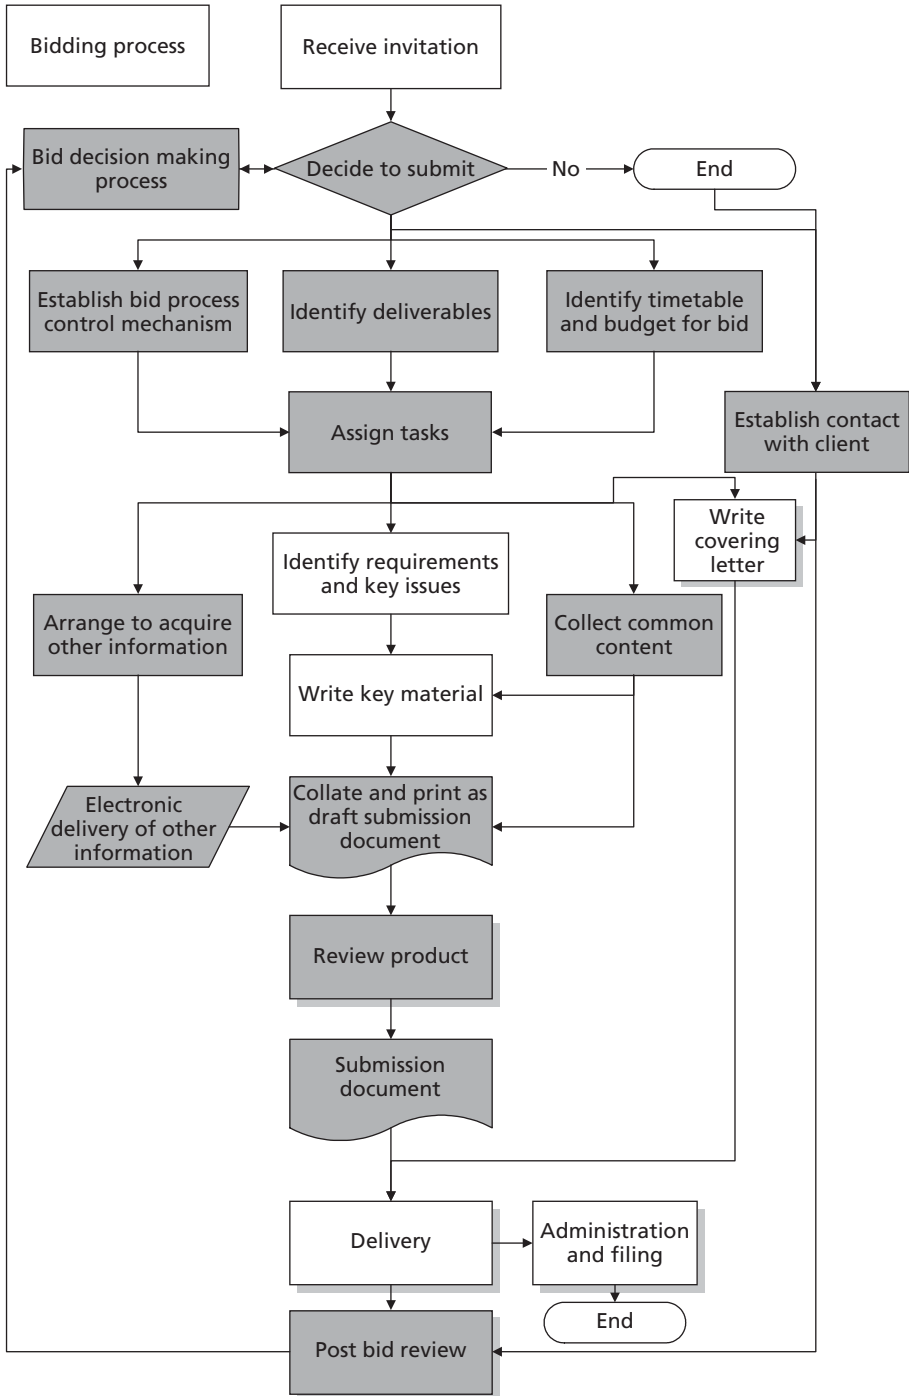 Bidding process
Receive invitation
Bid decision making
process
Decide to submit
No
End
Establish bid process
control mechanism
Identify deliverables
Identify timetable
and budget for bid
Assign tasks
Establish contact
with client
Write
covering
letter
Identify requirements
and key issues
Arrange to acquire
other information
Collect common
content
Write key material
Electronic
delivery of other
information
Collate and print as
draft submission
document
Review product
Submission
document
Delivery
Administration
and filing
End
Post bid review